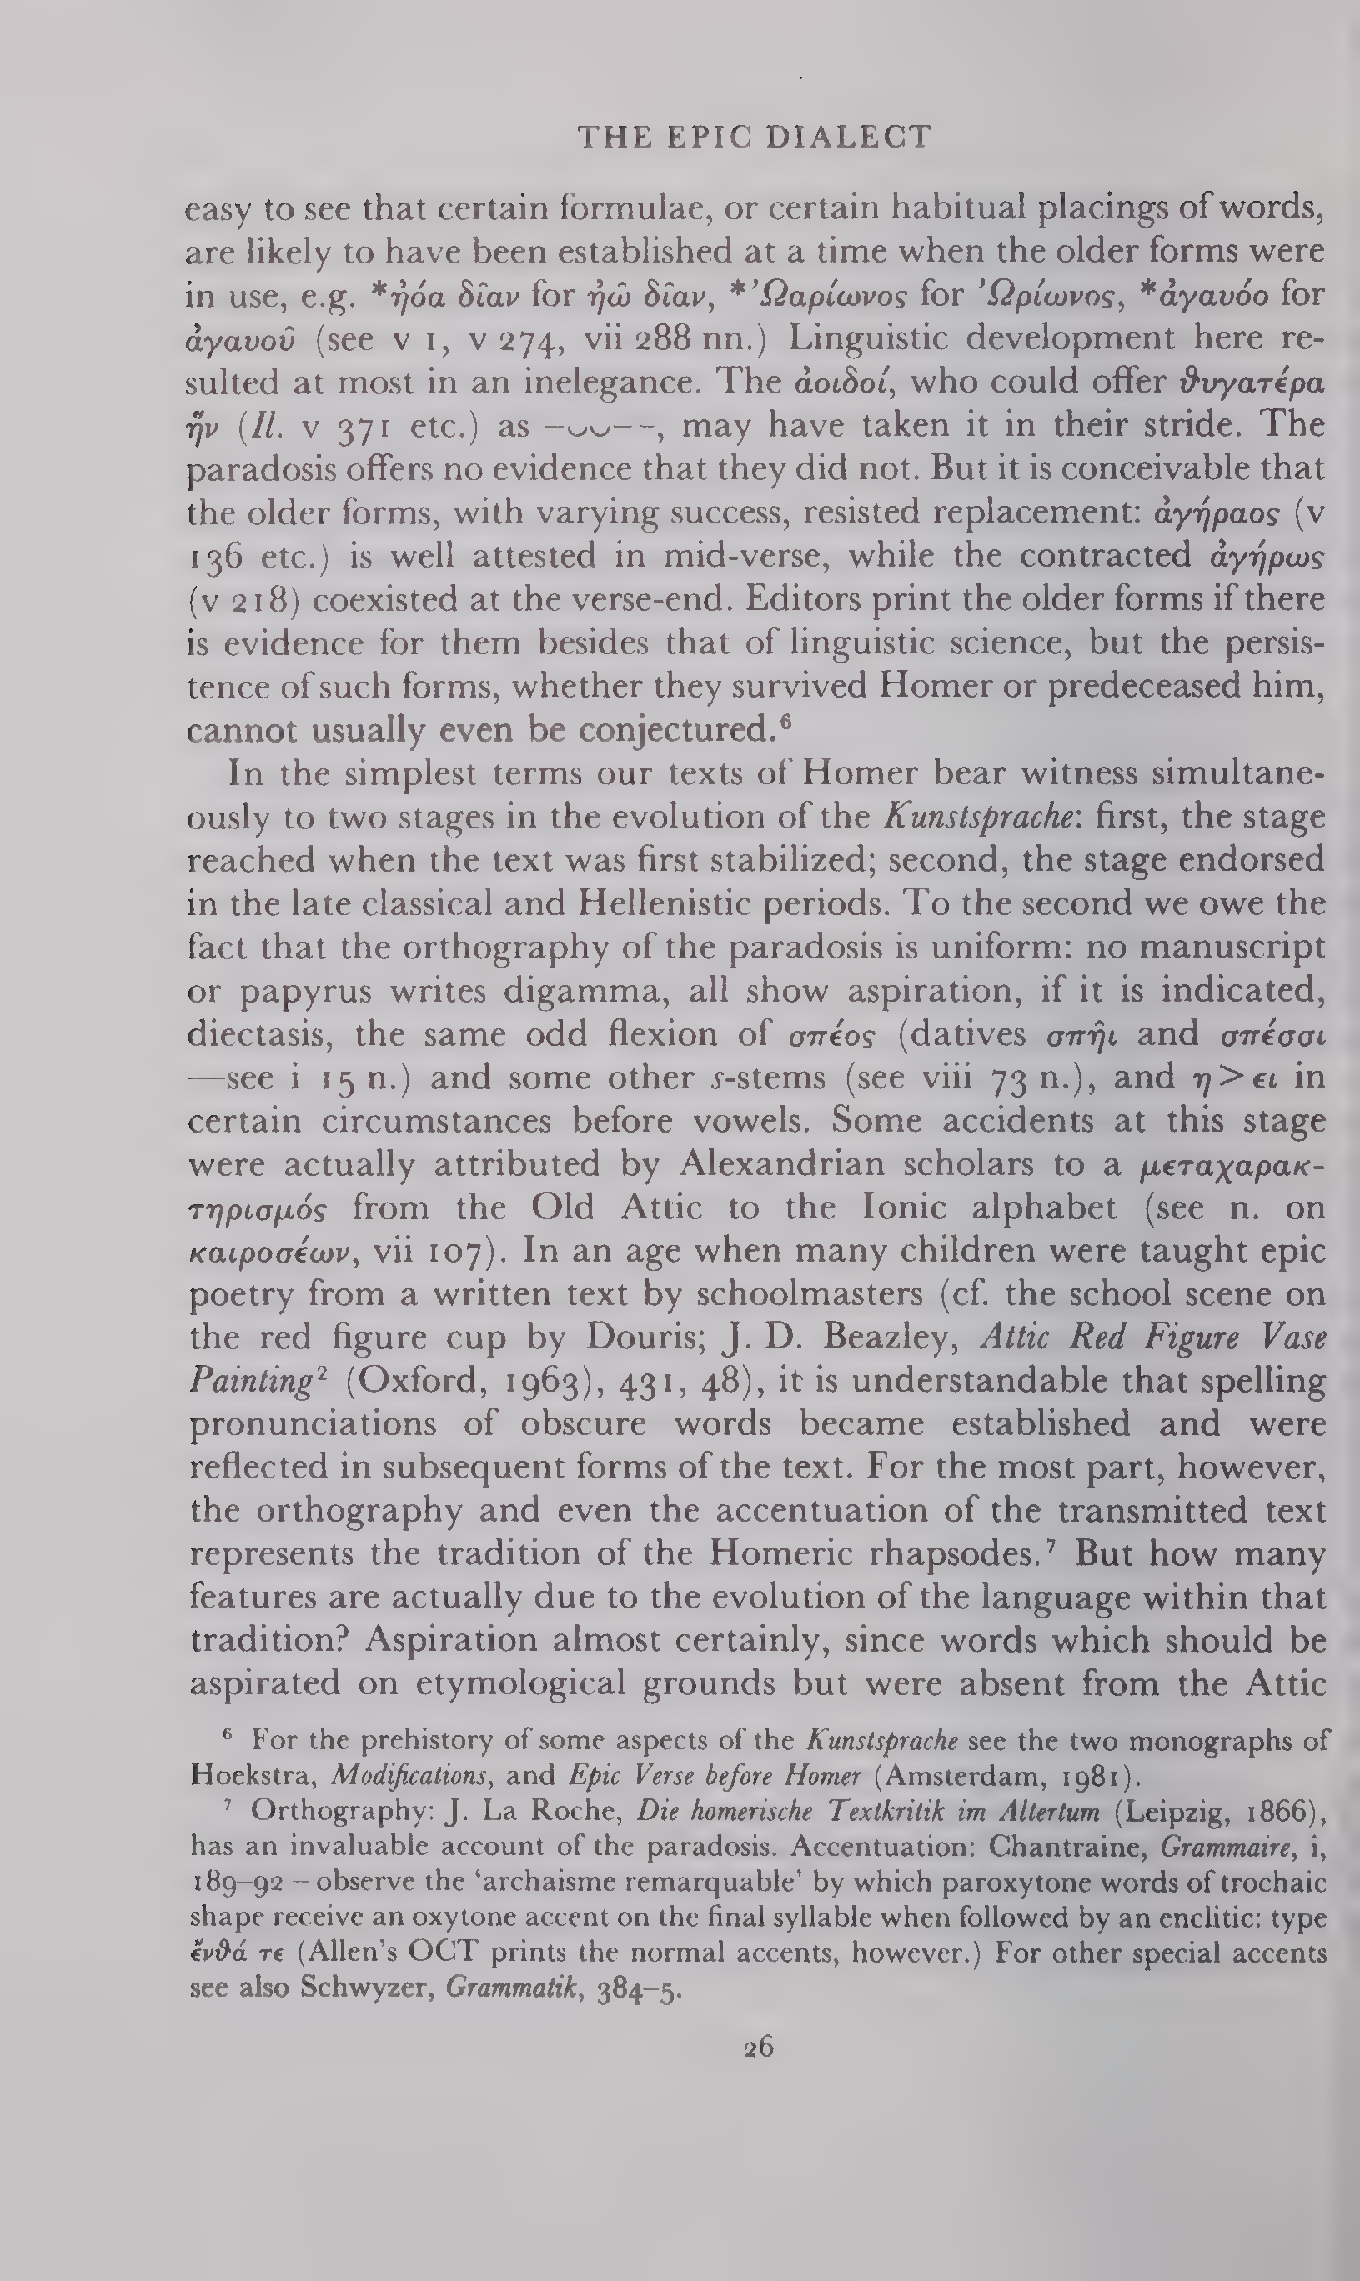 THE EPIC DIALECT
easy to see that certain formulae, or certain habitual placings of words,
are likely to have been established at a time when the older forms were
in use, e.g. *ἠόα δῖαν for ἠῶ δῖαν, *’Ωαρίωνος for ’Ωρίωνος, *ἀγαυόο for
ἀγαυοῦ (see v 1, v 274, vii 288 nn.) Linguistic development here re-
sulted at most in an inelegance. The ἀοιδοί, who could offer ϑυγατέρα
ἥν (Il. v 371 etc.) as –⏑⏑––, may have taken it in their stride. The
paradosis offers no evidence that they did not. But it is conceivable that
the older forms, with varying success, resisted replacement: ἀγήραος (v
136 etc.) is well attested in mid-verse, while the contracted ἀγήρως
(v 218) coexisted at the verse-end. Editors print the older forms if there
is evidence for them besides that of linguistic science, but the persis-
tence of such forms, whether they survived Homer or predeceased him,
cannot usually even be conjectured.⁶
In the simplest terms our texts of Homer bear witness simultane-
ously to two stages in the evolution of the Kunstsprache: first, the stage
reached when the text was first stabilized; second, the stage endorsed
in the late classical and Hellenistic periods. To the second we owe the
fact that the orthography of the paradosis is uniform: no manuscript
or papyrus writes digamma, all show aspiration, if it is indicated,
diectasis, the same odd flexion of σπέος (datives σπῆι and σπέσσι
—see i 15 n.) and some other s-stems (see viii 73 n.), and η > ει in
certain circumstances before vowels. Some accidents at this stage
were actually attributed by Alexandrian scholars to a μεταχαρακ-
τηρισμός from the Old Attic to the Ionic alphabet (see n. on
καιροσέων, vii 107). In an age when many children were taught epic
poetry from a written text by schoolmasters (cf. the school scene on
the red figure cup by Douris; J. D. Beazley, Attic Red Figure Vase
Painting² (Oxford, 1963), 431, 48), it is understandable that spelling
pronunciations of obscure words became established and were
reflected in subsequent forms of the text. For the most part, however,
the orthography and even the accentuation of the transmitted text
represents the tradition of the Homeric rhapsodes.⁷ But how many
features are actually due to the evolution of the language within that
tradition? Aspiration almost certainly, since words which should be
aspirated on etymological grounds but were absent from the Attic
⁶ For the prehistory of some aspects of the Kunstsprache see the two monographs of
Hoekstra, Modifications, and Epic Verse before Homer (Amsterdam, 1981).
⁷ Orthography: J. La Roche, Die homerische Textkritik im Altertum (Leipzig, 1866),
has an invaluable account of the paradosis. Accentuation: Chantraine, Grammaire, i,
189–92 – observe the ‘archaisme remarquable’ by which paroxytone words of trochaic
shape receive an oxytone accent on the final syllable when followed by an enclitic: type
ἔνϑά τε (Allen’s OCT prints the normal accents, however.) For other special accents
see also Schwyzer, Grammatik, 384–5.
26